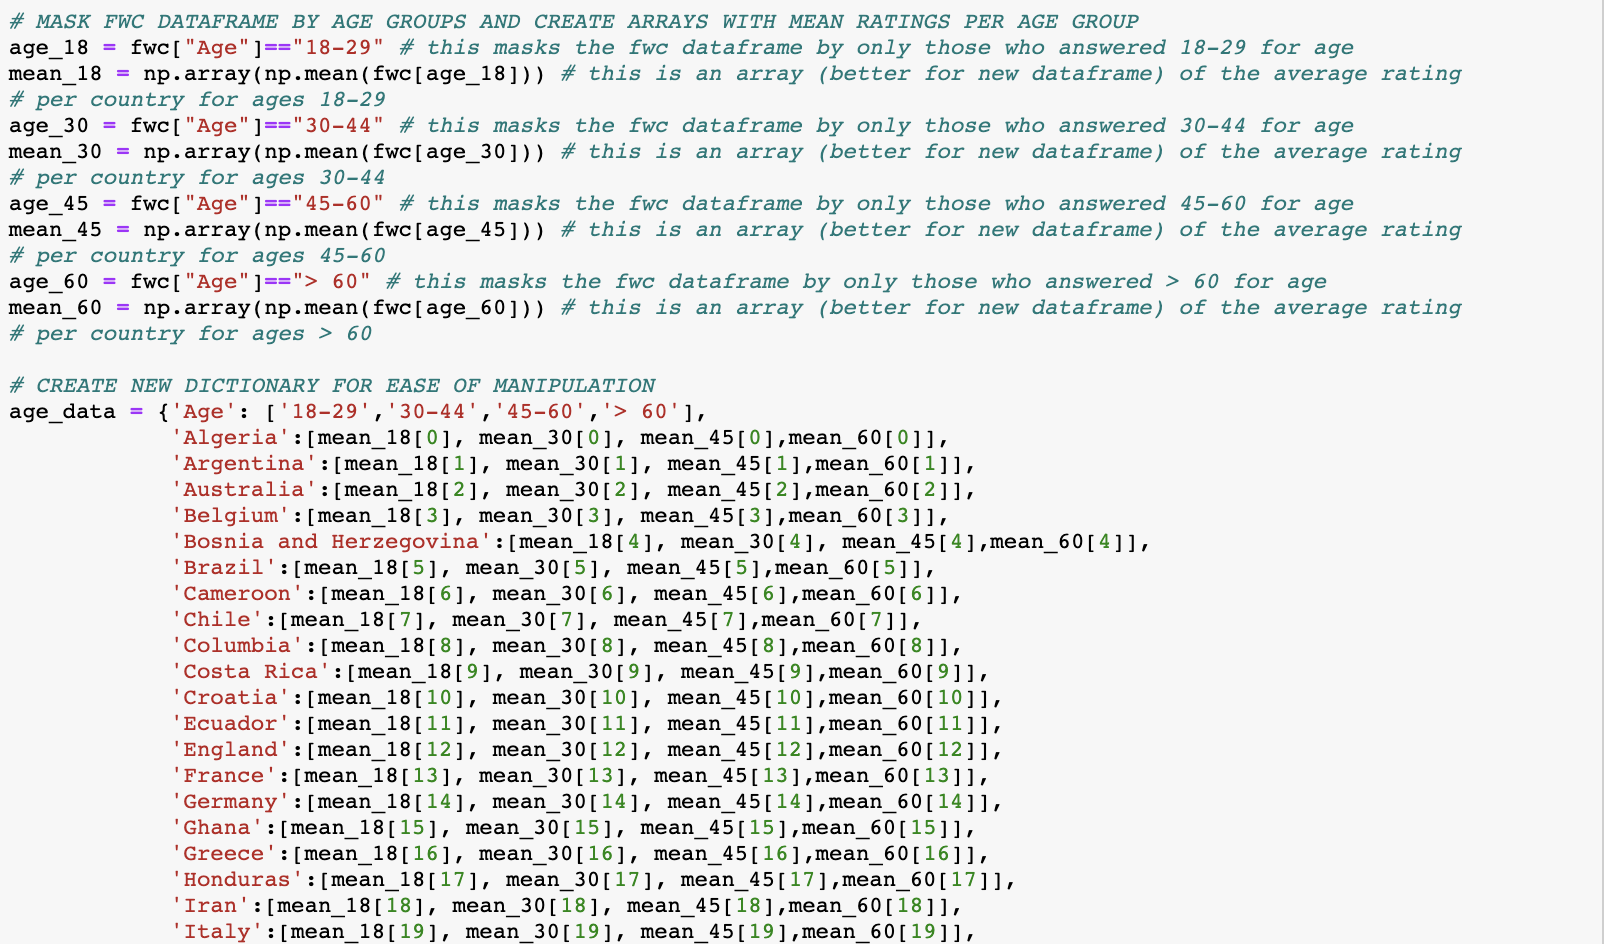 # MASK FWC DATAFRAME BY AGE GROUPS AND CREATE ARRAYS WITH MEAN RATINGS PER AGE GROUP
age_18 = fwc["Age"]=="18-29" # this masks the fwc dataframe by only those who answered 18-29 for age
mean_18 = np.array(np.mean(fwc[age_18])) # this is an array (better for new dataframe) of the average rating
# per country for ages 18-29
age_30 = fwc["Age"]=="30-44" # this masks the fwc dataframe by only those who answered 30-44 for age
mean_30 = np.array(np.mean(fwc[age_30])) # this is an array (better for new dataframe) of the average rating
# per country for ages 30-44
age_45 = fwc["Age"]=="45-60" # this masks the fwc dataframe by only those who answered 45-60 for age
mean_45 = np.array(np.mean(fwc[age_45])) # this is an array (better for new dataframe) of the average rating
# per country for ages 45-60
age_60 = fwc["Age"]=="> 60" # this masks the fwc dataframe by only those who answered > 60 for age
mean_60 = np.array(np.mean(fwc[age_60])) # this is an array (better for new dataframe) of the average rating
# per country for ages > 60

# CREATE NEW DICTIONARY FOR EASE OF MANIPULATION
age_data = {'Age': ['18-29','30-44','45-60','> 60'],
            'Algeria':[mean_18[0], mean_30[0], mean_45[0],mean_60[0]],
            'Argentina':[mean_18[1], mean_30[1], mean_45[1],mean_60[1]],
            'Australia':[mean_18[2], mean_30[2], mean_45[2],mean_60[2]],
            'Belgium':[mean_18[3], mean_30[3], mean_45[3],mean_60[3]],
            'Bosnia and Herzegovina':[mean_18[4], mean_30[4], mean_45[4],mean_60[4]],
            'Brazil':[mean_18[5], mean_30[5], mean_45[5],mean_60[5]],
            'Cameroon':[mean_18[6], mean_30[6], mean_45[6],mean_60[6]],
            'Chile':[mean_18[7], mean_30[7], mean_45[7],mean_60[7]],
            'Columbia':[mean_18[8], mean_30[8], mean_45[8],mean_60[8]],
            'Costa Rica':[mean_18[9], mean_30[9], mean_45[9],mean_60[9]],
            'Croatia':[mean_18[10], mean_30[10], mean_45[10],mean_60[10]],
            'Ecuador':[mean_18[11], mean_30[11], mean_45[11],mean_60[11]],
            'England':[mean_18[12], mean_30[12], mean_45[12],mean_60[12]],
            'France':[mean_18[13], mean_30[13], mean_45[13],mean_60[13]],
            'Germany':[mean_18[14], mean_30[14], mean_45[14],mean_60[14]],
            'Ghana':[mean_18[15], mean_30[15], mean_45[15],mean_60[15]],
            'Greece':[mean_18[16], mean_30[16], mean_45[16],mean_60[16]],
            'Honduras':[mean_18[17], mean_30[17], mean_45[17],mean_60[17]],
            'Iran':[mean_18[18], mean_30[18], mean_45[18],mean_60[18]],
            'Italy':[mean_18[19], mean_30[19], mean_45[19],mean_60[19]],